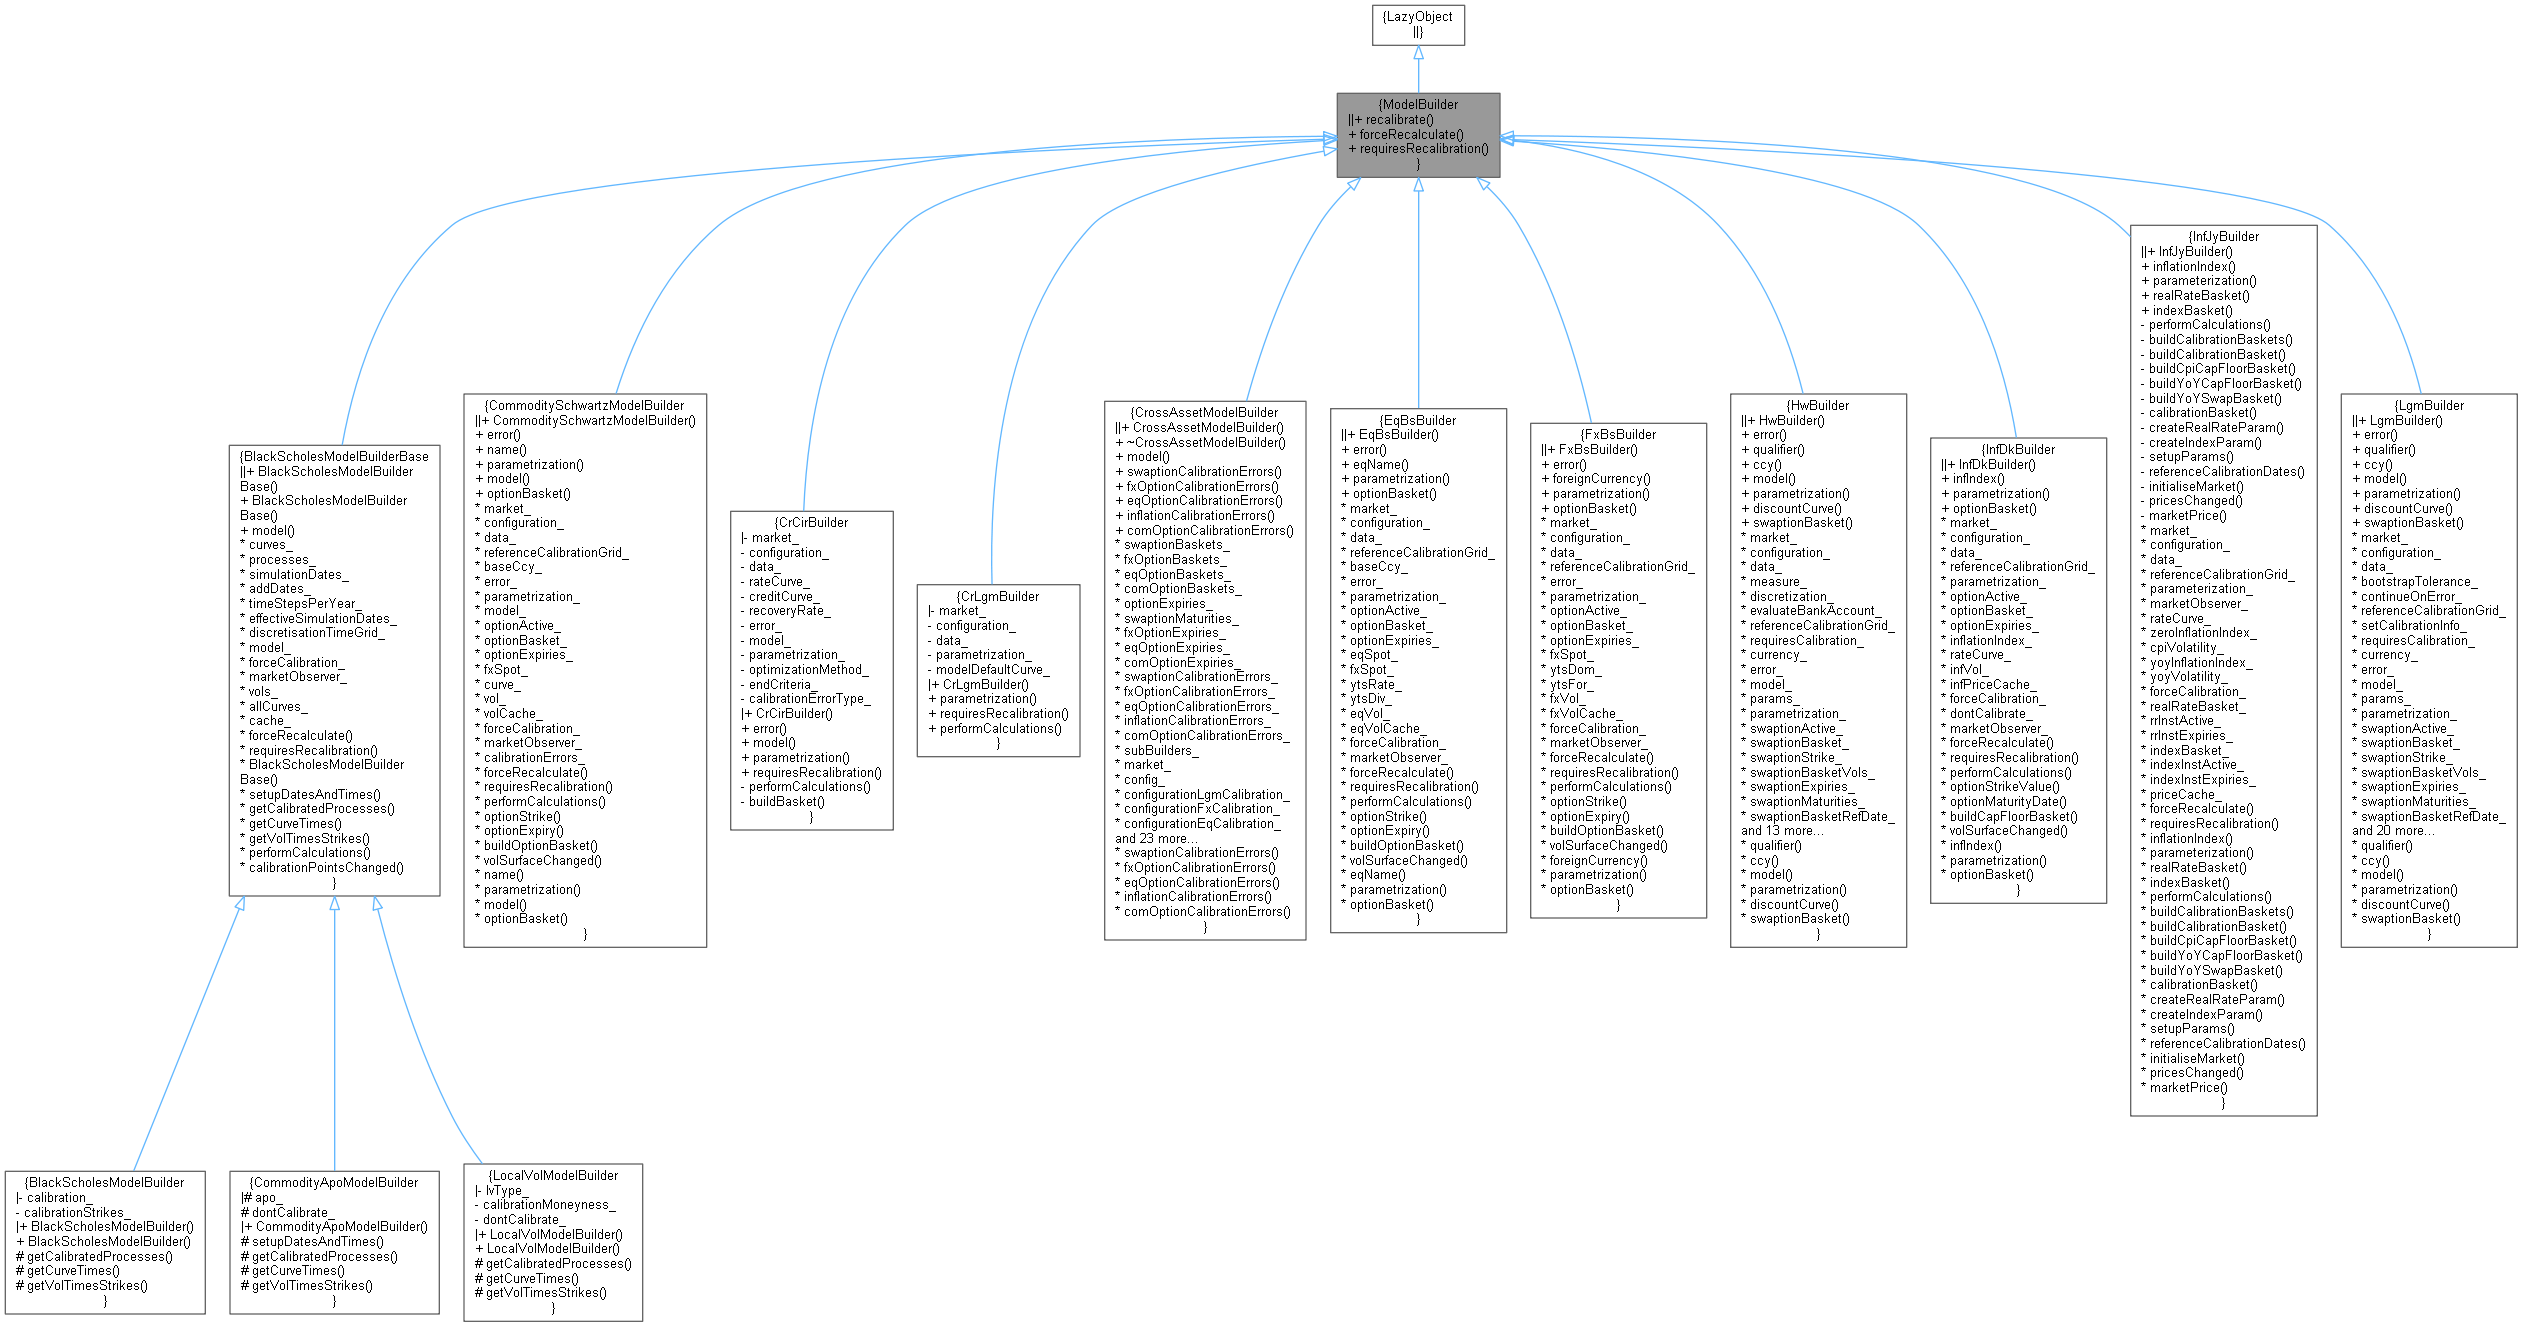 {LazyObject
||}
{ModelBuilder
||+ recalibrate()
+ forceRecalculate()
+ requiresRecalibration()
}
{BlackScholesModelBuilderBase
||+ BlackScholesModelBuilder
Base()
+ BlackScholesModelBuilder
Base()
+ model()
* curves_
* processes_
* simulationDates_
* addDates_
* timeStepsPerYear_
* effectiveSimulationDates_
* discretisationTimeGrid_
* model_
* forceCalibration_
* marketObserver_
* vols_
* allCurves_
* cache_
* forceRecalculate()
* requiresRecalibration()
* BlackScholesModelBuilder
Base()
* setupDatesAndTimes()
* getCalibratedProcesses()
* getCurveTimes()
* getVolTimesStrikes()
* performCalculations()
* calibrationPointsChanged()
}
{CommoditySchwartzModelBuilder
||+ CommoditySchwartzModelBuilder()
+ error()
+ name()
+ parametrization()
+ model()
+ optionBasket()
* market_
* configuration_
* data_
* referenceCalibrationGrid_
* baseCcy_
* error_
* parametrization_
* model_
* optionActive_
* optionBasket_
* optionExpiries_
* fxSpot_
* curve_
* vol_
* volCache_
* forceCalibration_
* marketObserver_
* calibrationErrors_
* forceRecalculate()
* requiresRecalibration()
* performCalculations()
* optionStrike()
* optionExpiry()
* buildOptionBasket()
* volSurfaceChanged()
* name()
* parametrization()
* model()
* optionBasket()
}
{CrCirBuilder
|- market_
- configuration_
- data_
- rateCurve_
- creditCurve_
- recoveryRate_
- error_
- model_
- parametrization_
- optimizationMethod_
- endCriteria_
- calibrationErrorType_
|+ CrCirBuilder()
+ error()
+ model()
+ parametrization()
+ requiresRecalibration()
- performCalculations()
- buildBasket()
}
{CrLgmBuilder
|- market_
- configuration_
- data_
- parametrization_
- modelDefaultCurve_
|+ CrLgmBuilder()
+ parametrization()
+ requiresRecalibration()
+ performCalculations()
}
{CrossAssetModelBuilder
||+ CrossAssetModelBuilder()
+ ~CrossAssetModelBuilder()
+ model()
+ swaptionCalibrationErrors()
+ fxOptionCalibrationErrors()
+ eqOptionCalibrationErrors()
+ inflationCalibrationErrors()
+ comOptionCalibrationErrors()
* swaptionBaskets_
* fxOptionBaskets_
* eqOptionBaskets_
* comOptionBaskets_
* optionExpiries_
* swaptionMaturities_
* fxOptionExpiries_
* eqOptionExpiries_
* comOptionExpiries_
* swaptionCalibrationErrors_
* fxOptionCalibrationErrors_
* eqOptionCalibrationErrors_
* inflationCalibrationErrors_
* comOptionCalibrationErrors_
* subBuilders_
* market_
* config_
* configurationLgmCalibration_
* configurationFxCalibration_
* configurationEqCalibration_
and 23 more...
* swaptionCalibrationErrors()
* fxOptionCalibrationErrors()
* eqOptionCalibrationErrors()
* inflationCalibrationErrors()
* comOptionCalibrationErrors()
}
{EqBsBuilder
||+ EqBsBuilder()
+ error()
+ eqName()
+ parametrization()
+ optionBasket()
* market_
* configuration_
* data_
* referenceCalibrationGrid_
* baseCcy_
* error_
* parametrization_
* optionActive_
* optionBasket_
* optionExpiries_
* eqSpot_
* fxSpot_
* ytsRate_
* ytsDiv_
* eqVol_
* eqVolCache_
* forceCalibration_
* marketObserver_
* forceRecalculate()
* requiresRecalibration()
* performCalculations()
* optionStrike()
* optionExpiry()
* buildOptionBasket()
* volSurfaceChanged()
* eqName()
* parametrization()
* optionBasket()
}
{FxBsBuilder
||+ FxBsBuilder()
+ error()
+ foreignCurrency()
+ parametrization()
+ optionBasket()
* market_
* configuration_
* data_
* referenceCalibrationGrid_
* error_
* parametrization_
* optionActive_
* optionBasket_
* optionExpiries_
* fxSpot_
* ytsDom_
* ytsFor_
* fxVol_
* fxVolCache_
* forceCalibration_
* marketObserver_
* forceRecalculate()
* requiresRecalibration()
* performCalculations()
* optionStrike()
* optionExpiry()
* buildOptionBasket()
* volSurfaceChanged()
* foreignCurrency()
* parametrization()
* optionBasket()
}
{HwBuilder
||+ HwBuilder()
+ error()
+ qualifier()
+ ccy()
+ model()
+ parametrization()
+ discountCurve()
+ swaptionBasket()
* market_
* configuration_
* data_
* measure_
* discretization_
* evaluateBankAccount_
* referenceCalibrationGrid_
* requiresCalibration_
* currency_
* error_
* model_
* params_
* parametrization_
* swaptionActive_
* swaptionBasket_
* swaptionStrike_
* swaptionBasketVols_
* swaptionExpiries_
* swaptionMaturities_
* swaptionBasketRefDate_
and 13 more...
* qualifier()
* ccy()
* model()
* parametrization()
* discountCurve()
* swaptionBasket()
}
{InfDkBuilder
||+ InfDkBuilder()
+ infIndex()
+ parametrization()
+ optionBasket()
* market_
* configuration_
* data_
* referenceCalibrationGrid_
* parametrization_
* optionActive_
* optionBasket_
* optionExpiries_
* inflationIndex_
* rateCurve_
* infVol_
* infPriceCache_
* forceCalibration_
* dontCalibrate_
* marketObserver_
* forceRecalculate()
* requiresRecalibration()
* performCalculations()
* optionStrikeValue()
* optionMaturityDate()
* buildCapFloorBasket()
* volSurfaceChanged()
* infIndex()
* parametrization()
* optionBasket()
}
{InfJyBuilder
||+ InfJyBuilder()
+ inflationIndex()
+ parameterization()
+ realRateBasket()
+ indexBasket()
- performCalculations()
- buildCalibrationBaskets()
- buildCalibrationBasket()
- buildCpiCapFloorBasket()
- buildYoYCapFloorBasket()
- buildYoYSwapBasket()
- calibrationBasket()
- createRealRateParam()
- createIndexParam()
- setupParams()
- referenceCalibrationDates()
- initialiseMarket()
- pricesChanged()
- marketPrice()
* market_
* configuration_
* data_
* referenceCalibrationGrid_
* parameterization_
* marketObserver_
* rateCurve_
* zeroInflationIndex_
* cpiVolatility_
* yoyInflationIndex_
* yoyVolatility_
* forceCalibration_
* realRateBasket_
* rrInstActive_
* rrInstExpiries_
* indexBasket_
* indexInstActive_
* indexInstExpiries_
* priceCache_
* forceRecalculate()
* requiresRecalibration()
* inflationIndex()
* parameterization()
* realRateBasket()
* indexBasket()
* performCalculations()
* buildCalibrationBaskets()
* buildCalibrationBasket()
* buildCpiCapFloorBasket()
* buildYoYCapFloorBasket()
* buildYoYSwapBasket()
* calibrationBasket()
* createRealRateParam()
* createIndexParam()
* setupParams()
* referenceCalibrationDates()
* initialiseMarket()
* pricesChanged()
* marketPrice()
}
{LgmBuilder
||+ LgmBuilder()
+ error()
+ qualifier()
+ ccy()
+ model()
+ parametrization()
+ discountCurve()
+ swaptionBasket()
* market_
* configuration_
* data_
* bootstrapTolerance_
* continueOnError_
* referenceCalibrationGrid_
* setCalibrationInfo_
* requiresCalibration_
* currency_
* error_
* model_
* params_
* parametrization_
* swaptionActive_
* swaptionBasket_
* swaptionStrike_
* swaptionBasketVols_
* swaptionExpiries_
* swaptionMaturities_
* swaptionBasketRefDate_
and 20 more...
* qualifier()
* ccy()
* model()
* parametrization()
* discountCurve()
* swaptionBasket()
}
{BlackScholesModelBuilder
|- calibration_
- calibrationStrikes_
|+ BlackScholesModelBuilder()
+ BlackScholesModelBuilder()
# getCalibratedProcesses()
# getCurveTimes()
# getVolTimesStrikes()
}
{CommodityApoModelBuilder
|# apo_
# dontCalibrate_
|+ CommodityApoModelBuilder()
# setupDatesAndTimes()
# getCalibratedProcesses()
# getCurveTimes()
# getVolTimesStrikes()
}
{LocalVolModelBuilder
|- lvType_
- calibrationMoneyness_
- dontCalibrate_
|+ LocalVolModelBuilder()
+ LocalVolModelBuilder()
# getCalibratedProcesses()
# getCurveTimes()
# getVolTimesStrikes()
}